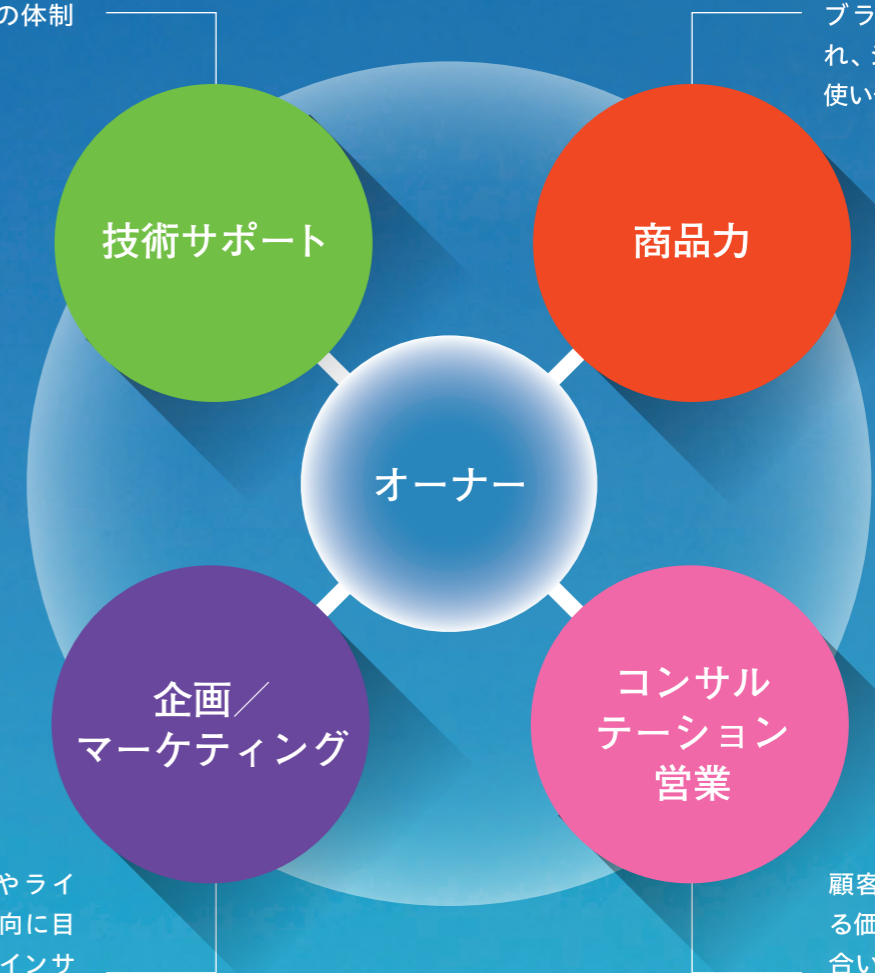 の体制
ブラ
れ、
使い
技術サポート
商品力
オーナー
企画／
マーケティング
コンサル
テーション
営業
やライ
向に目
インサ
顧客
る価
合い